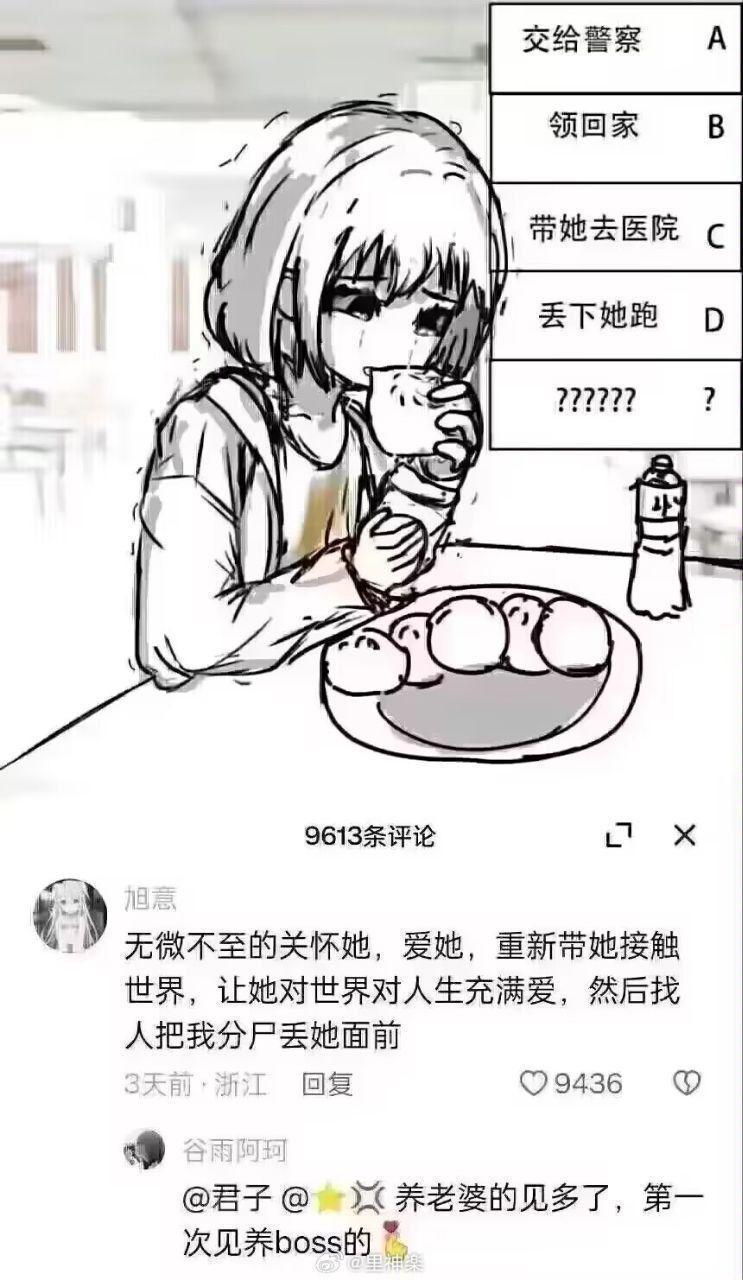 交给警察 A
领回家 B
带她去医院 C
丢下她跑 D
?????? ?
9613条评论
旭意
无微不至的关怀她，爱她，重新带她接触
世界，让她对世界对人生充满爱，然后找
人把我分尸丢她面前
3天前·浙江 回复 9436
谷雨阿珂
@君子 @⭐💢 养老婆的见多了，第一
次见养boss的
@里神楽